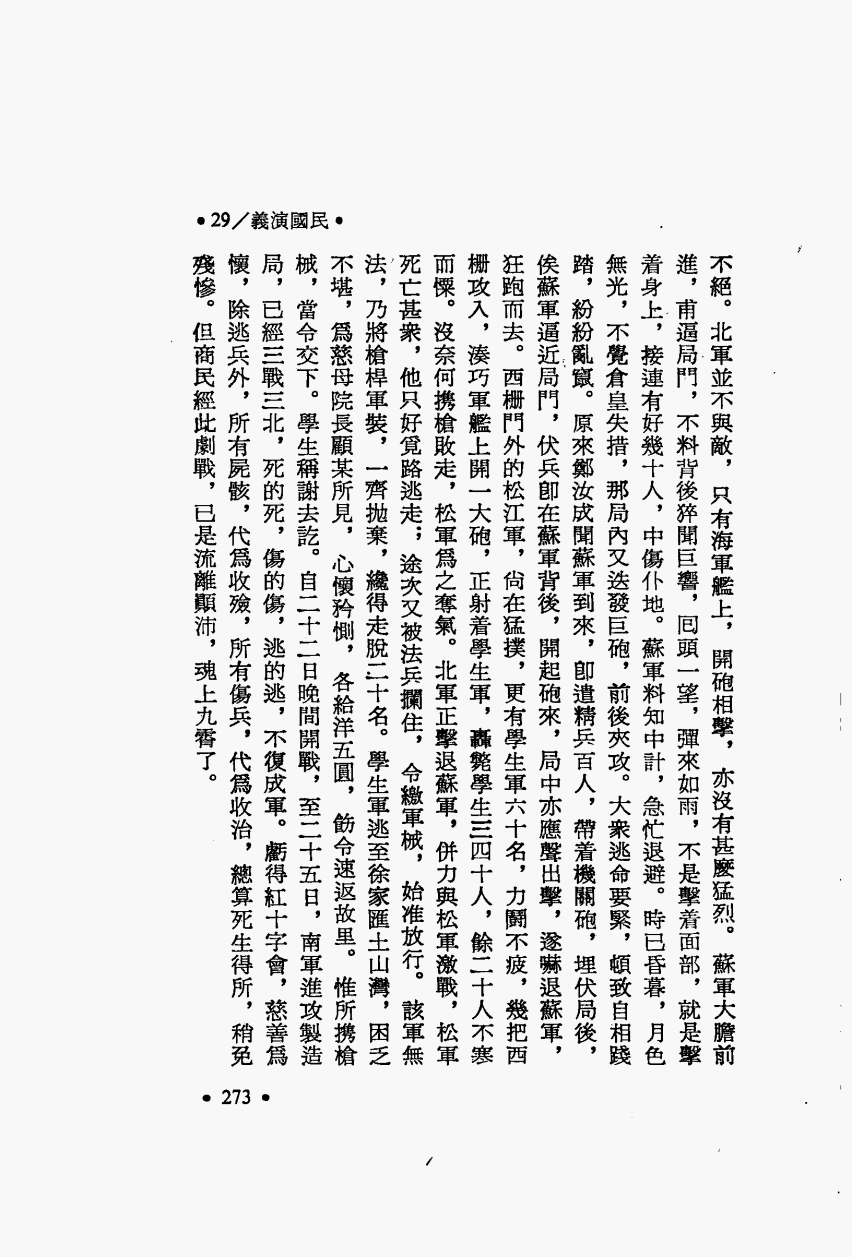 •29／義演國民•
不絕。北軍並不與敵，只有海軍艦上，開砲相擊，亦沒有甚麼猛烈。蘇軍大膽前
進，甫逼局門，不料背後猝聞巨響，囘頭一望，彈來如雨，不是擊着面部，就是擊
着身上，接連有好幾十人，中傷仆地。蘇軍料知中計，急忙退避。時已昏暮，月色
無光，不覺倉皇失措，那局內又迭發巨砲，前後夾攻。大衆逃命要緊，頓致自相踐
踏，紛紛亂竄。原來鄭汝成聞蘇軍到來，卽遣精兵百人，帶着機關砲，埋伏局後，
俟蘇軍逼近局門，伏兵卽在蘇軍背後，開起砲來，局中亦應聲出擊，遂嚇退蘇軍，
狂跑而去。西柵門外的松江軍，尙在猛撲，更有學生軍六十名，力鬭不疲，幾把西
柵攻入，湊巧軍艦上開一大砲，正射着學生軍，轟斃學生三四十人，餘二十人不寒
而慄。沒奈何携槍敗走，松軍爲之奪氣。北軍正擊退蘇軍，併力與松軍激戰，松軍
死亡甚衆，他只好覓路逃走；途次又被法兵攔住，令繳軍械，始准放行。該軍無
法，乃將槍桿軍裝，一齊拋棄，纔得走脫二十名。學生軍逃至徐家匯土山灣，困乏
不堪，爲慈母院長顧某所見，心懷矜惻，各給洋五圓，飭令速返故里。惟所携槍
械，當令交下。學生稱謝去訖。自二十二日晚間開戰，至二十五日，南軍進攻製造
局，已經三戰三北，死的死，傷的傷，逃的逃，不復成軍。虧得紅十字會，慈善爲
懷，除逃兵外，所有屍骸，代爲收殮，所有傷兵，代爲收治，總算死生得所，稍免
殘慘。但商民經此劇戰，已是流離顚沛，魂上九霄了。
•273•